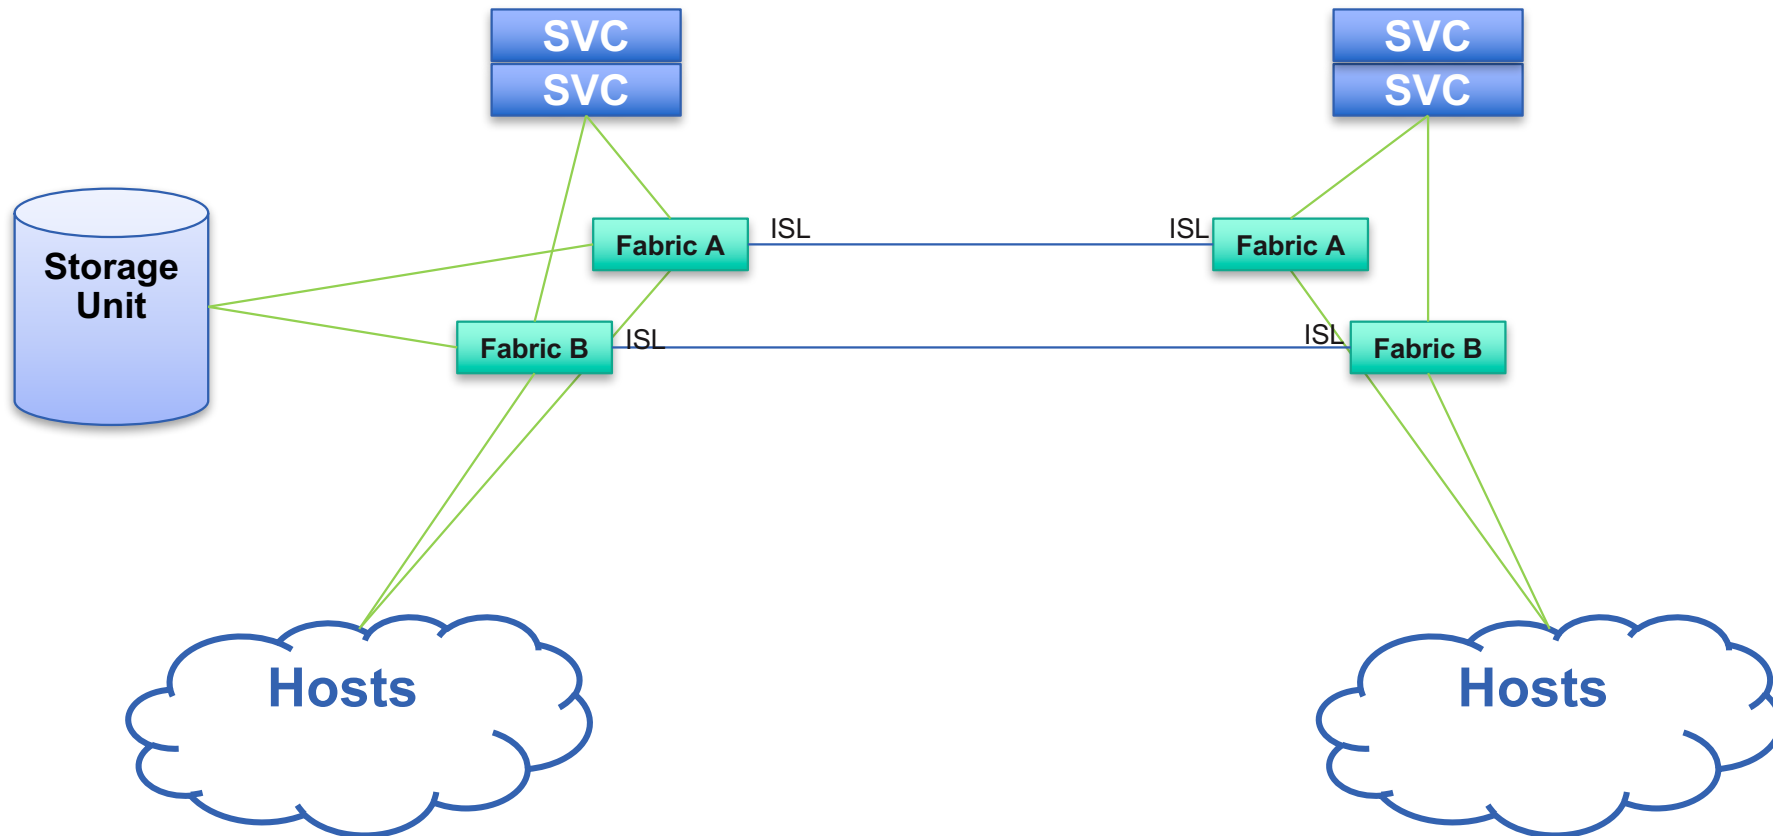 SVC
SVC
SVC
SVC
Storage
Unit
Fabric A
ISL
ISL
Fabric A
Fabric B
ISL
ISL
Fabric B
Hosts
Hosts